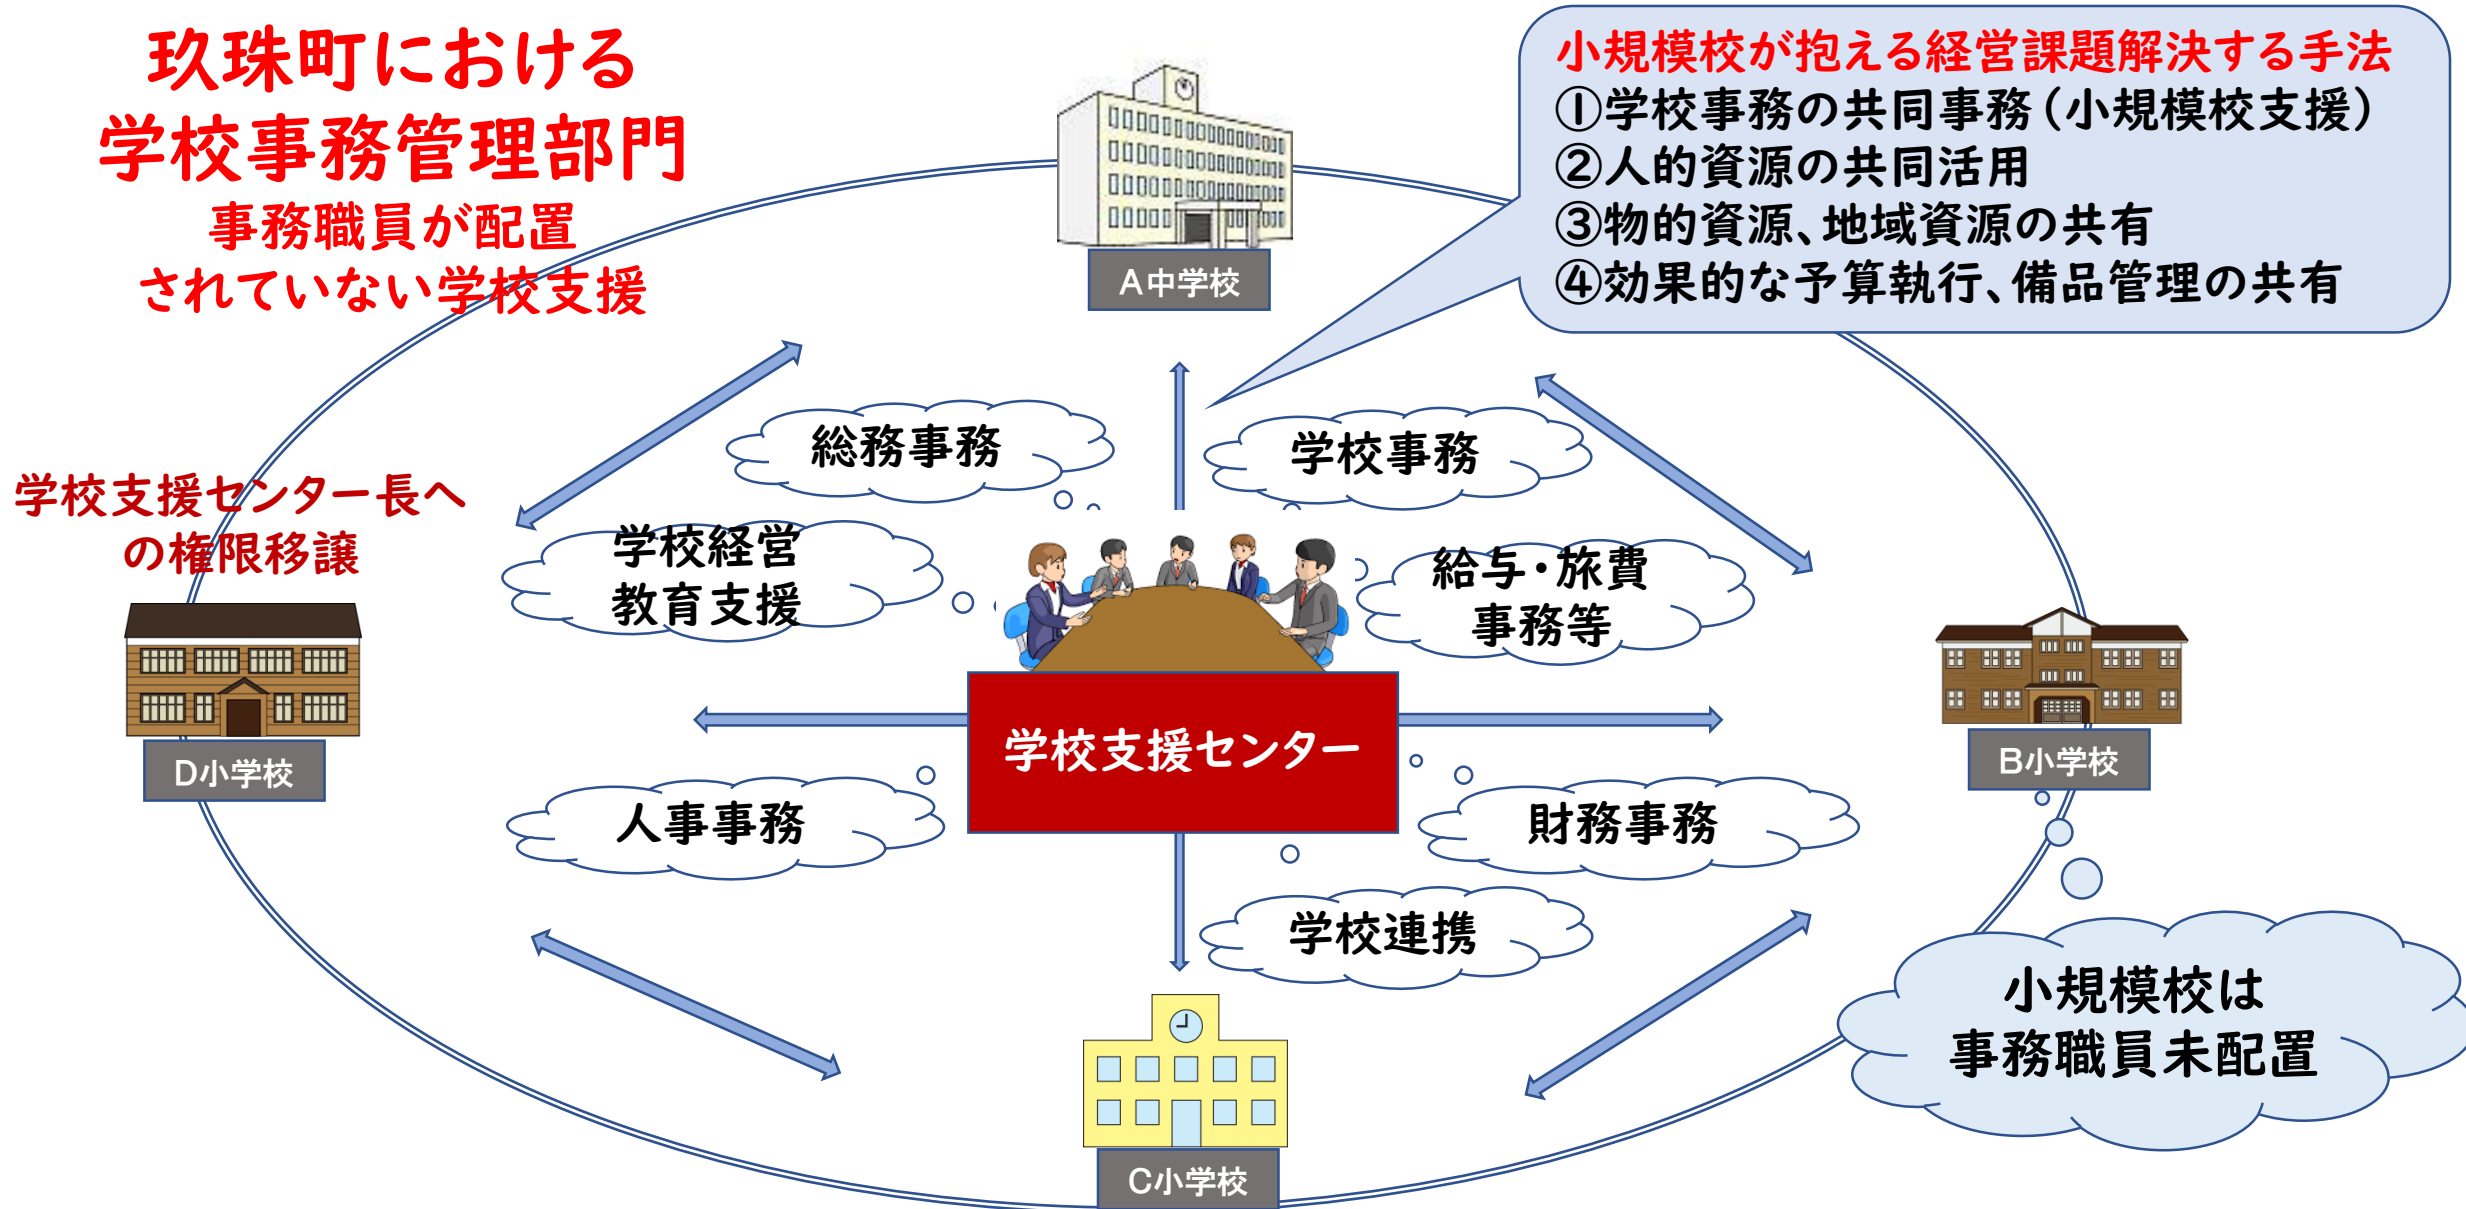 玖珠町における
学校事務管理部門
事務職員が配置
されていない学校支援
小規模校が抱える経営課題解決する手法
①学校事務の共同事務(小規模校支援)
②人的資源の共同活用
③物的資源、地域資源の共有
④効果的な予算執行、備品管理の共有
A中学校
総務事務
学校事務
学校支援センター長へ
の権限移譲
学校経営
教育支援
給与・旅費
事務等
学校支援センター
D小学校
B小学校
人事事務
財務事務
学校連携
小規模校は
事務職員未配置
C小学校